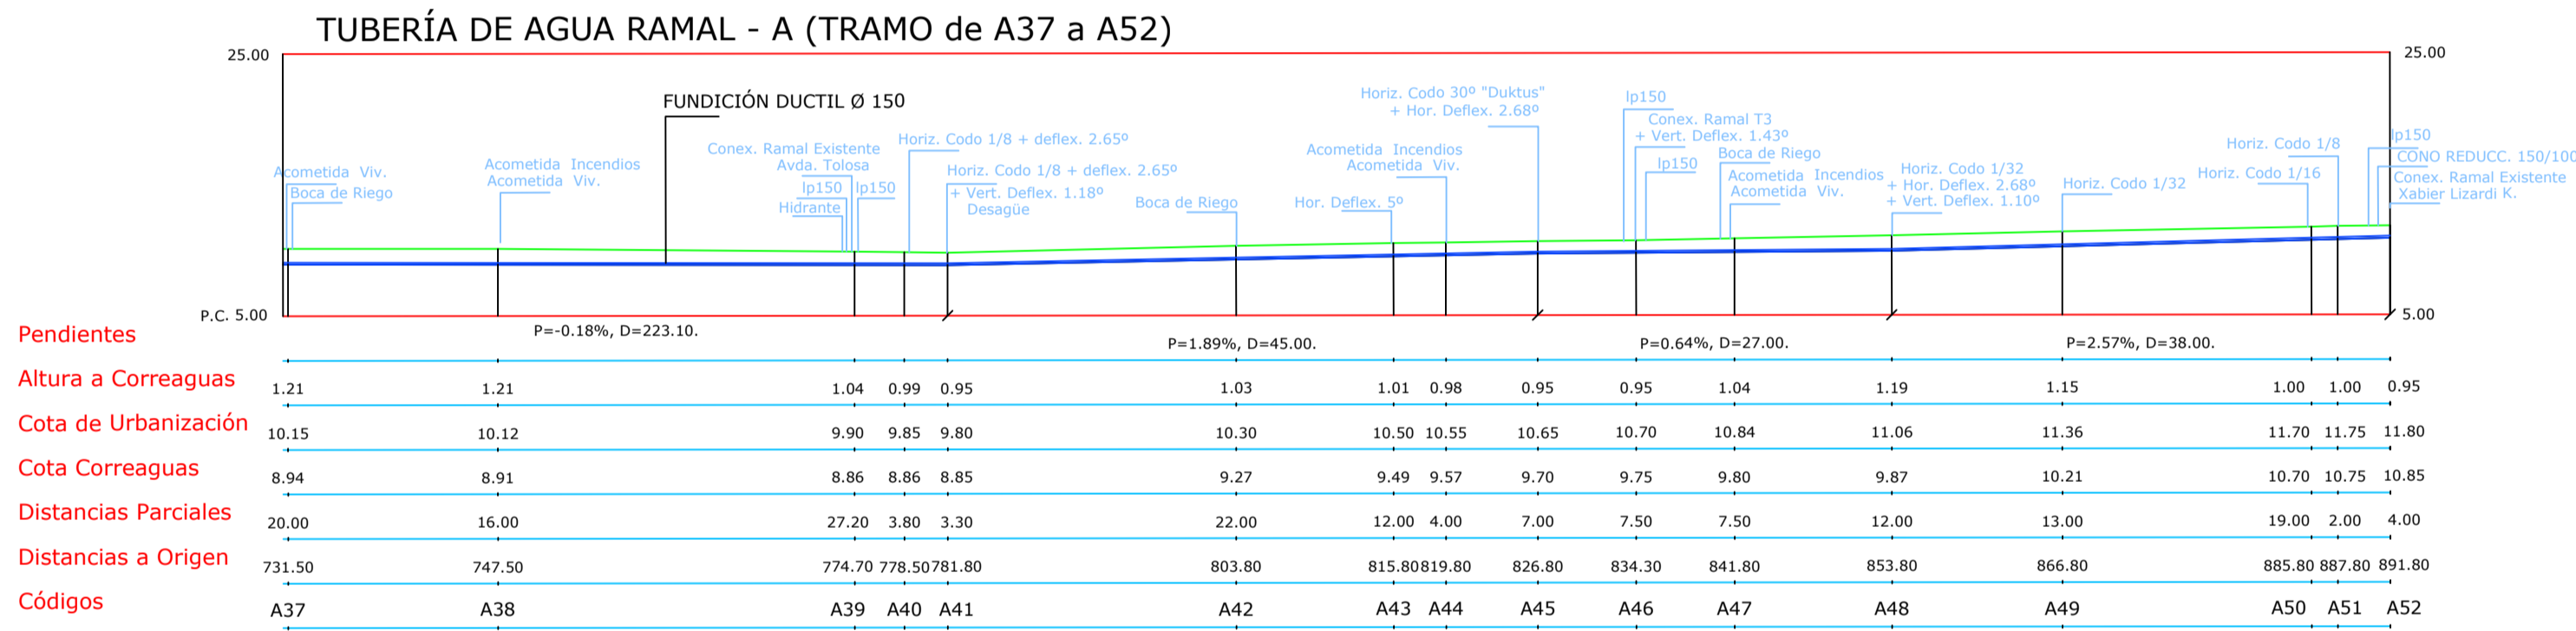 TUBERÍA DE AGUA RAMAL - A (TRAMO de A37 a A52)
25.00
25.00
FUNDICIÓN DUCTIL Ø 150
Acometida Viv.
Boca de Riego
Acometida Incendios
Acometida Viv.
Conex. Ramal Existente
Avda. Tolosa
Ip150
Ip150
Hidrante
Horiz. Codo 1/8 + deflex. 2.65º
Horiz. Codo 1/8 + deflex. 2.65º
+ Vert. Deflex. 1.18º
Desagüe
Boca de Riego
Horiz. Codo 30º "Duktus"
+ Hor. Deflex. 2.68º
Acometida Incendios
Acometida Viv.
Hor. Deflex. 5º
Ip150
Conex. Ramal T3
+ Vert. Deflex. 1.43º
Ip150
Boca de Riego
Acometida Incendios
Acometida Viv.
Horiz. Codo 1/32
+ Hor. Deflex. 2.68º
+ Vert. Deflex. 1.10º
Horiz. Codo 1/32
Horiz. Codo 1/8
Horiz. Codo 1/16
Ip150
CONO REDUCC. 150/100
Conex. Ramal Existente
Xabier Lizardi K.
P.C. 5.00
5.00
Pendientes P=-0.18%, D=223.10. P=1.89%, D=45.00. P=0.64%, D=27.00. P=2.57%, D=38.00.
Altura a Correaguas 1.21 1.21 1.04 0.99 0.95 1.03 1.01 0.98 0.95 0.95 1.04 1.19 1.15 1.00 1.00 0.95
Cota de Urbanización 10.15 10.12 9.90 9.85 9.80 10.30 10.50 10.55 10.65 10.70 10.84 11.06 11.36 11.70 11.75 11.80
Cota Correaguas 8.94 8.91 8.86 8.86 8.85 9.27 9.49 9.57 9.70 9.75 9.80 9.87 10.21 10.70 10.75 10.85
Distancias Parciales 20.00 16.00 27.20 3.80 3.30 22.00 12.00 4.00 7.00 7.50 7.50 12.00 13.00 19.00 2.00 4.00
Distancias a Origen 731.50 747.50 774.70 778.50 781.80 803.80 815.80 819.80 826.80 834.30 841.80 853.80 866.80 885.80 887.80 891.80
Códigos A37 A38 A39 A40 A41 A42 A43 A44 A45 A46 A47 A48 A49 A50 A51 A52